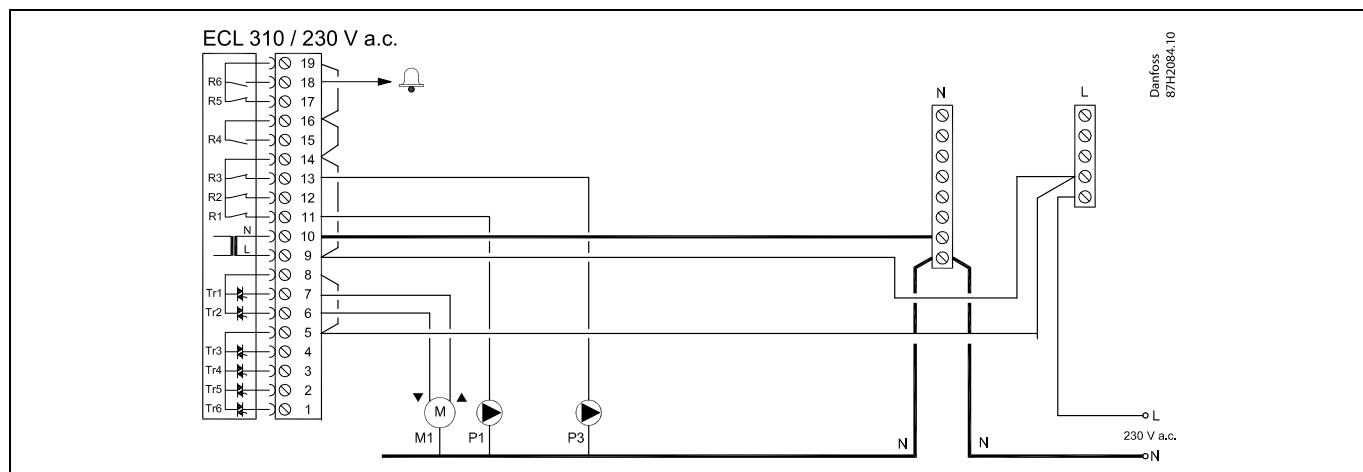 ECL 310 / 230 V a.c.
Danfoss
87H2084.10
19
R6 18
R5 17
16
R4 15
14
R3 13
R2 12
R1 11
N 10
L 9
8
Tr1 7
Tr2 6
5
Tr3 4
Tr4 3
Tr5 2
Tr6 1
N
L
M
M1
P1
P3
L
230 V a.c.
N
N
N